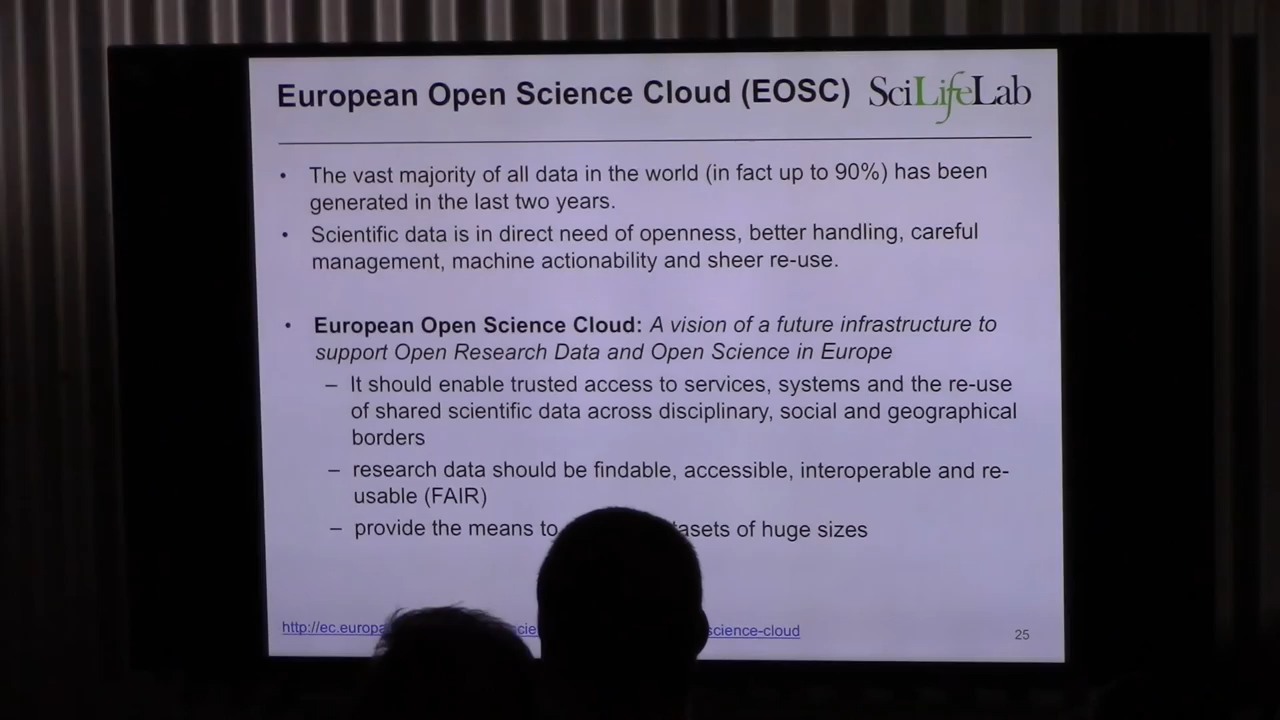 European Open Science Cloud (EOSC) SciLifeLab
• The vast majority of all data in the world (in fact up to 90%) has been
generated in the last two years.
• Scientific data is in direct need of openness, better handling, careful
management, machine actionability and sheer re-use.
• European Open Science Cloud: A vision of a future infrastructure to
support Open Research Data and Open Science in Europe
– It should enable trusted access to services, systems and the re-use
of shared scientific data across disciplinary, social and geographical
borders
– research data should be findable, accessible, interoperable and re-
usable (FAIR)
– provide the means to of huge sizes
science-cloud
25